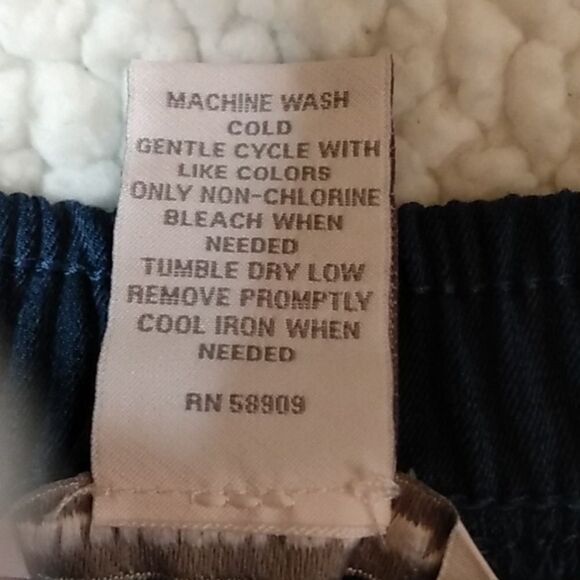 MACHINE WASH
COLD
GENTLE CYCLE WITH
LIKE COLORS
ONLY NON-CHLORINE
BLEACH WHEN
NEEDED
TUMBLE DRY LOW
REMOVE PROMPTLY
COOL IRON WHEN
NEEDED
RN 58909